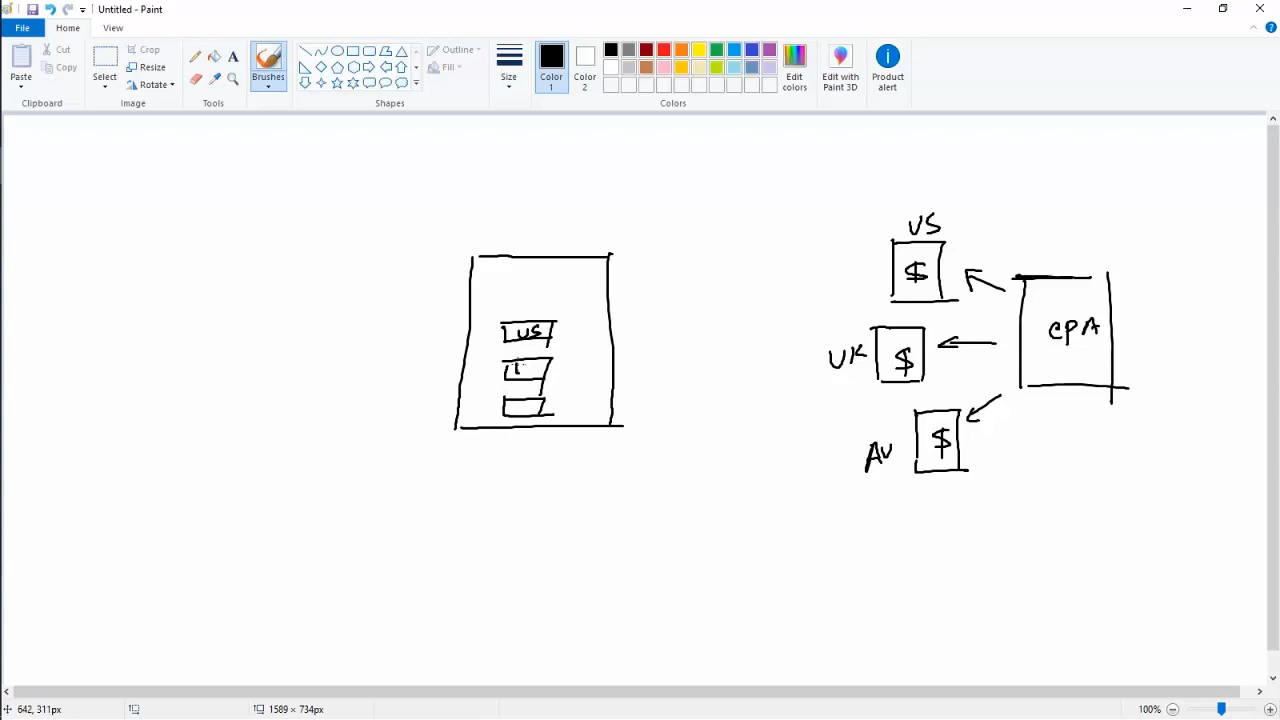 Untitled - Paint
File
Home
View
Paste
Cut
Copy
Clipboard
Select
Crop
Resize
Rotate
Image
Tools
Brushes
Outline
Fill
Shapes
Size
Color 1
Color 2
Edit colors
Colors
Edit with Paint 3D
Product alert
US
$
CPA
US
UK
$
AU
$
642, 311px
1589 × 734px
100%